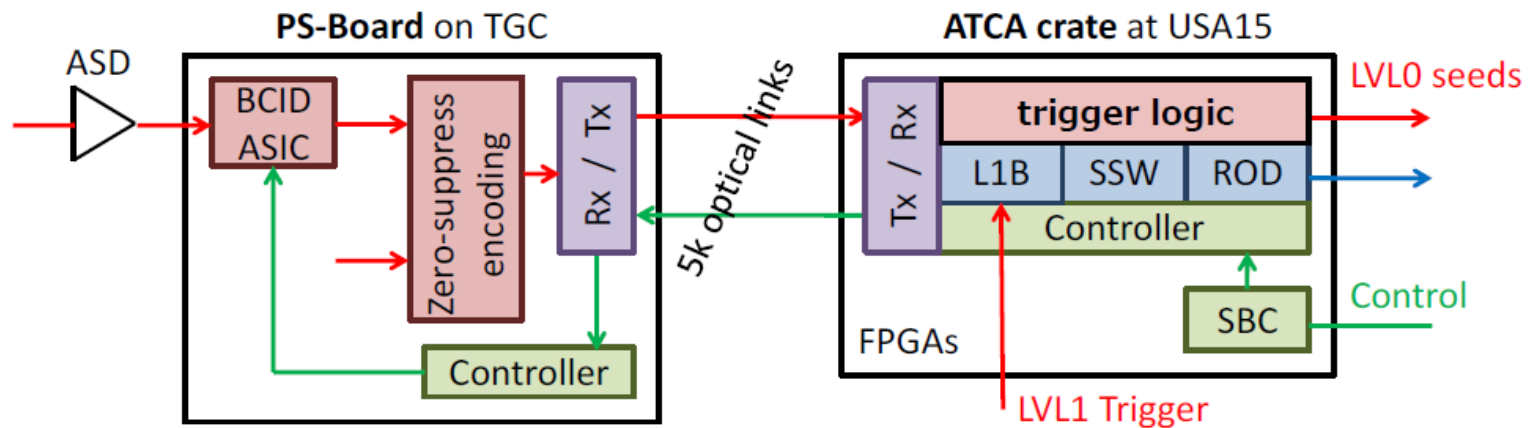 PS-Board on TGC
ATCA crate at USA15
ASD
BCID
ASIC
Zero-suppress
encoding
Rx / Tx
Controller
5k optical links
Tx / Rx
trigger logic
L1B
SSW
ROD
Controller
SBC
FPGAs
LVL0 seeds
Control
LVL1 Trigger